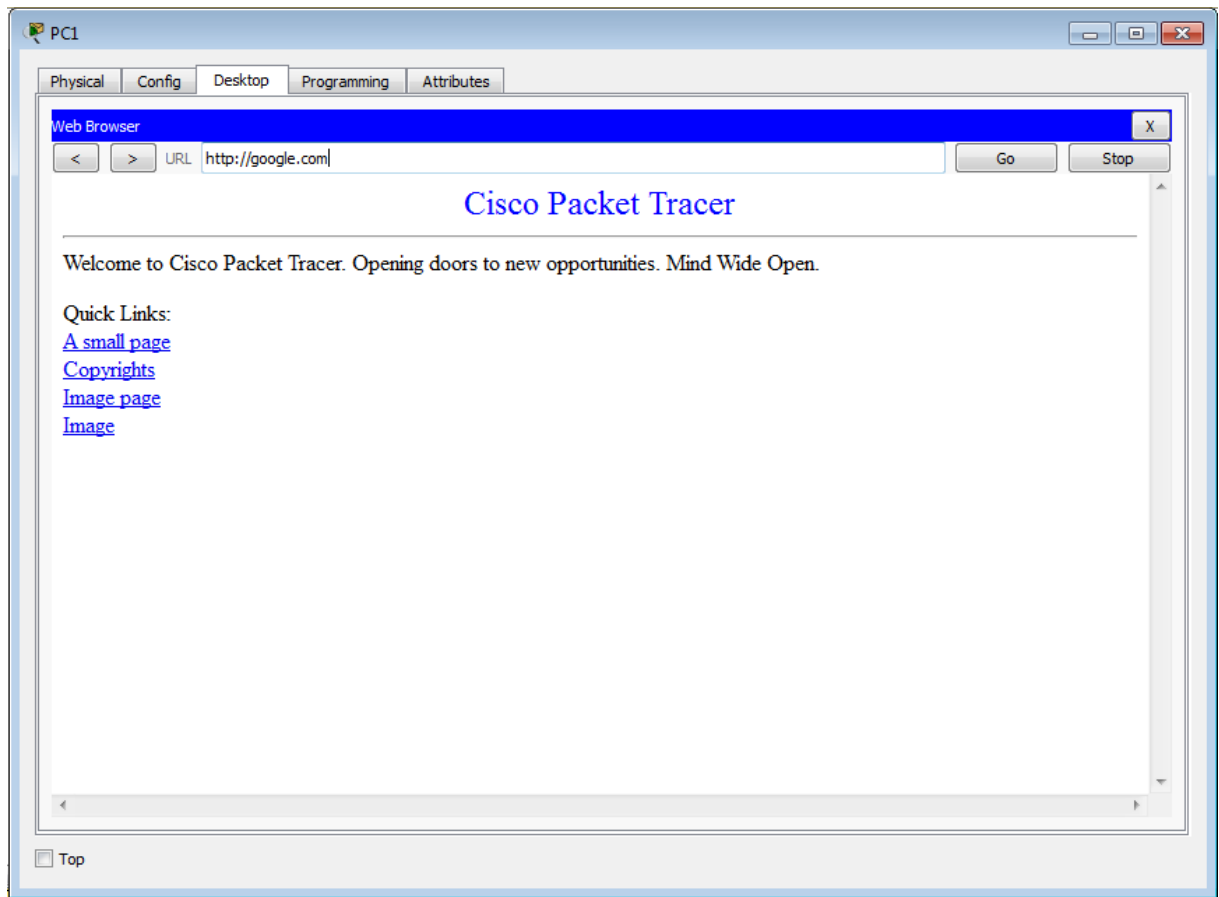 PC1
Physical Config Desktop Programming Attributes
Web Browser X
< > URL http://google.com Go Stop
Cisco Packet Tracer
Welcome to Cisco Packet Tracer. Opening doors to new opportunities. Mind Wide Open.
Quick Links:
A small page
Copyrights
Image page
Image
Top